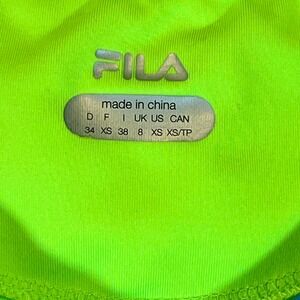 FILA
made in china
D F I UK US CAN
34 XS 38 8 XS XS/TP